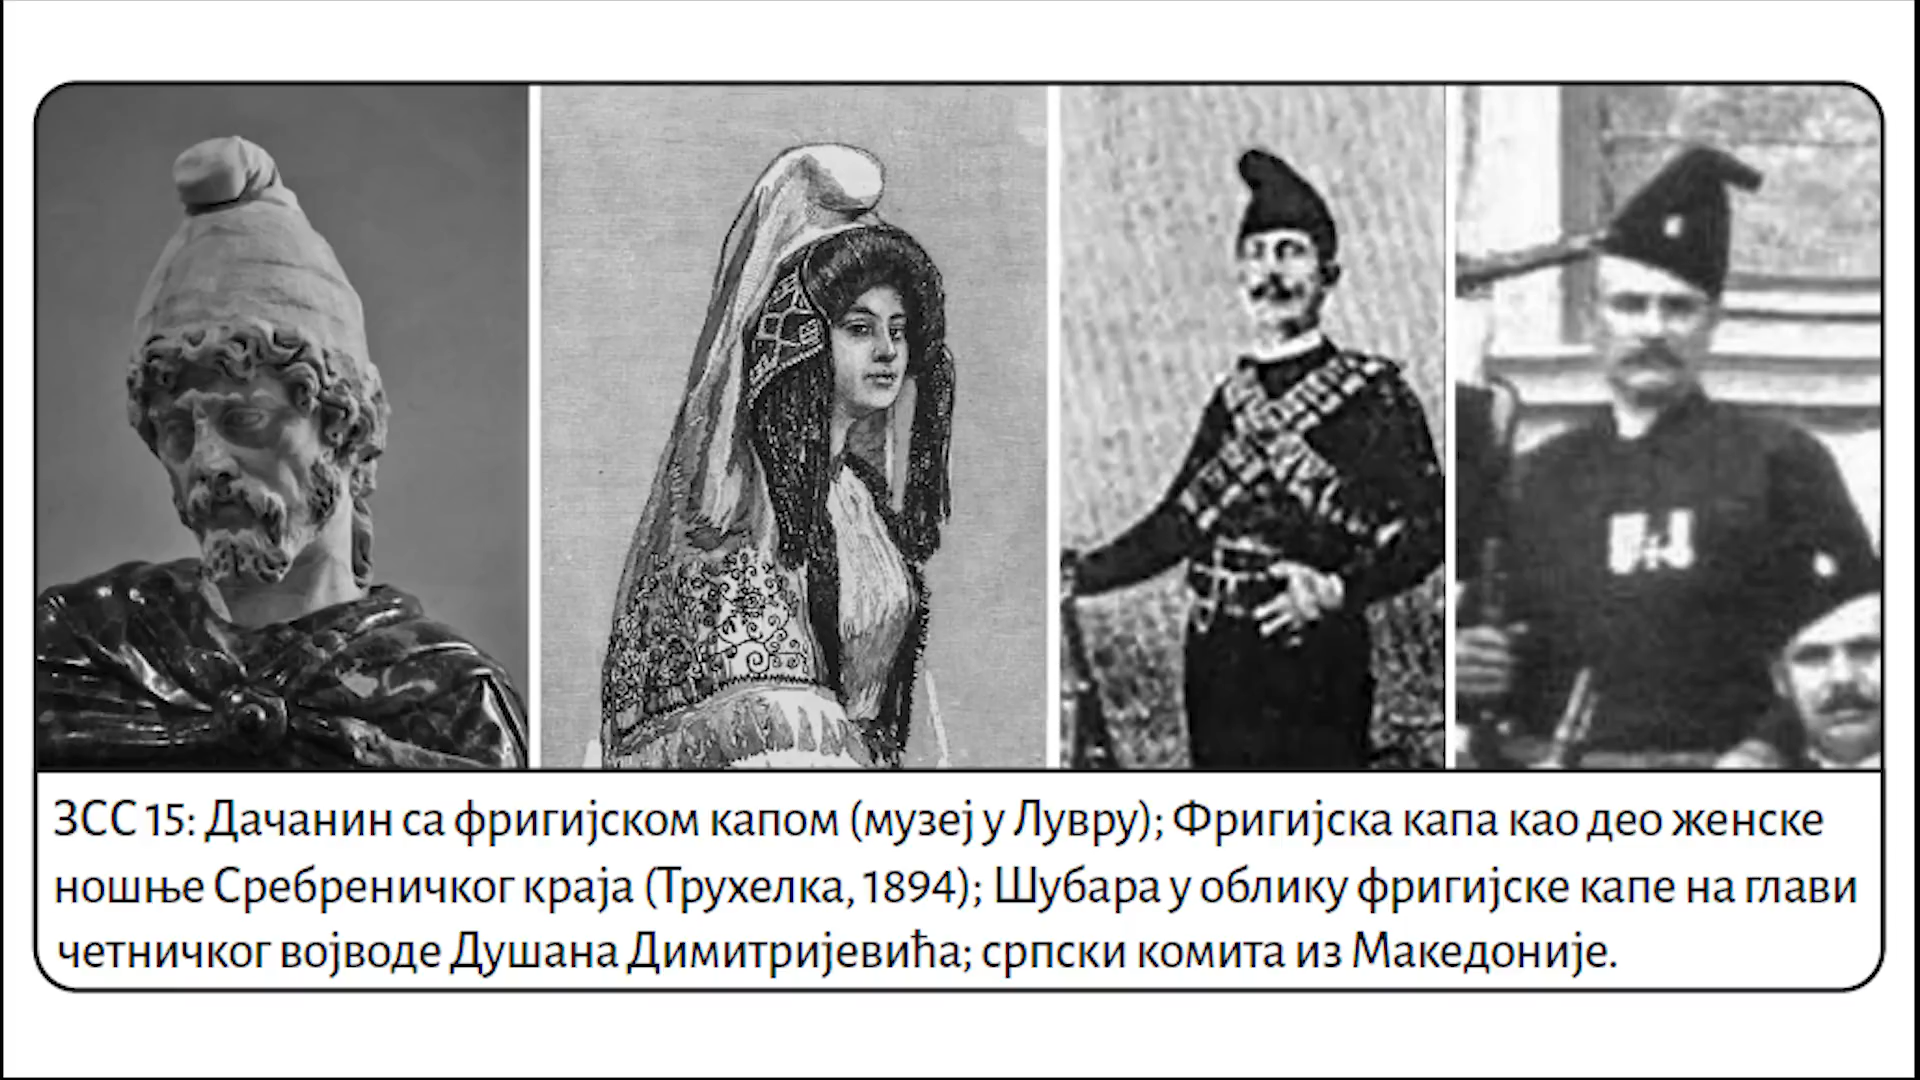 ЗСС 15: Дачанин са фригијском капом (музеј у Лувру); Фригијска капа као део женске
ношње Сребреничког краја (Трухелка, 1894); Шубара у облику фригијске капе на глави
четничког војводе Душана Димитријевића; српски комита из Македоније.